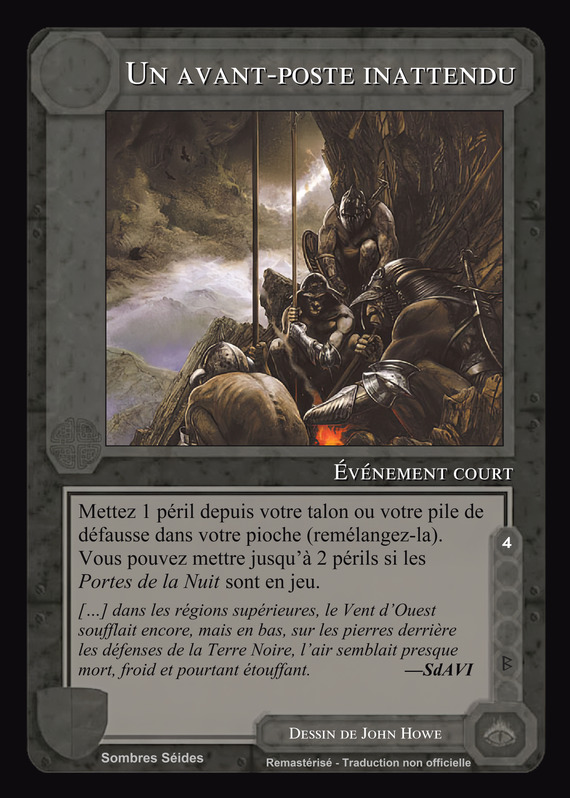 Un avant-poste inattendu
Événement court
Mettez 1 péril depuis votre talon ou votre pile de
défausse dans votre pioche (remélangez-la).
Vous pouvez mettre jusqu'à 2 périls si les
Portes de la Nuit sont en jeu.
4
[…] dans les régions supérieures, le Vent d'Ouest
soufflait encore, mais en bas, sur les pierres derrière
les défenses de la Terre Noire, l'air semblait presque
mort, froid et pourtant étouffant. —SdAVI
Dessin de John Howe
Sombres Séides
Remastérisé - Traduction non officielle